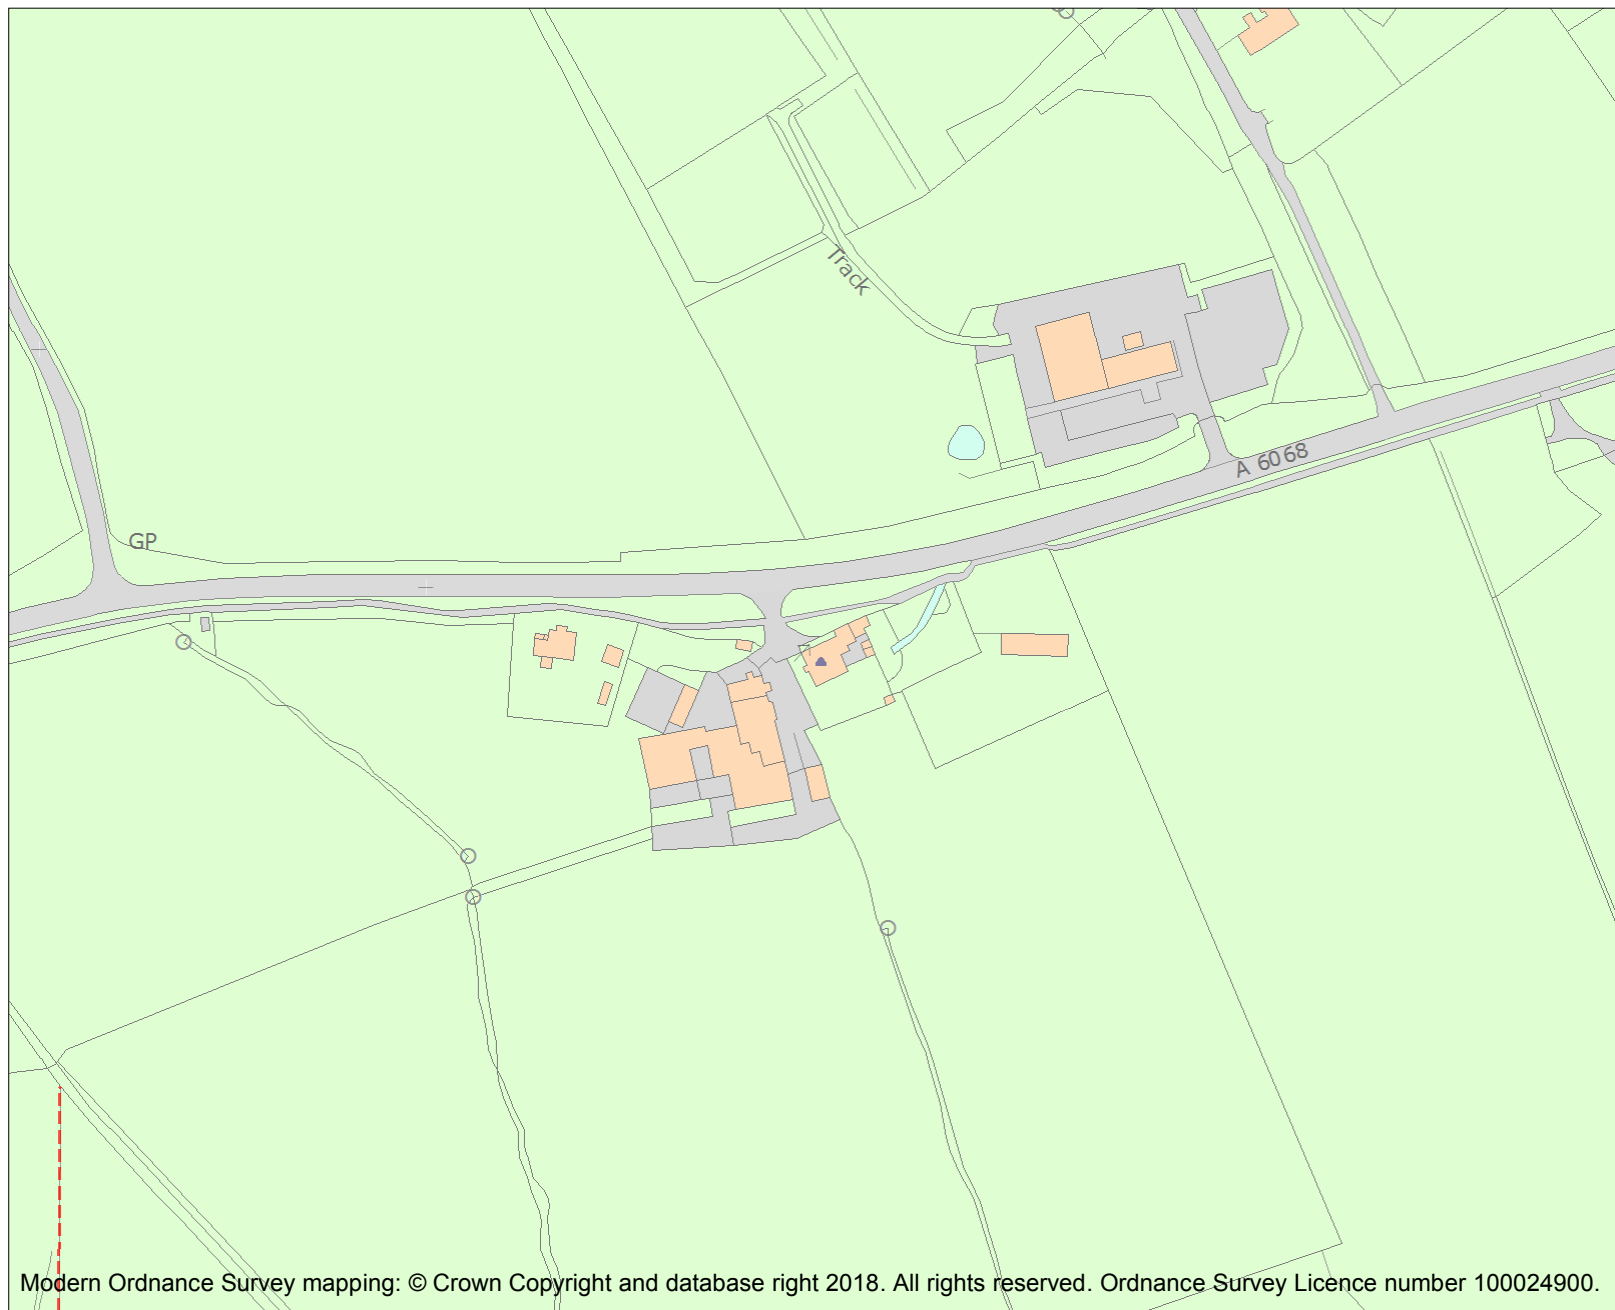 Track
A 6068
GP
Modern Ordnance Survey mapping: © Crown Copyright and database right 2018. All rights reserved. Ordnance Survey Licence number 100024900.